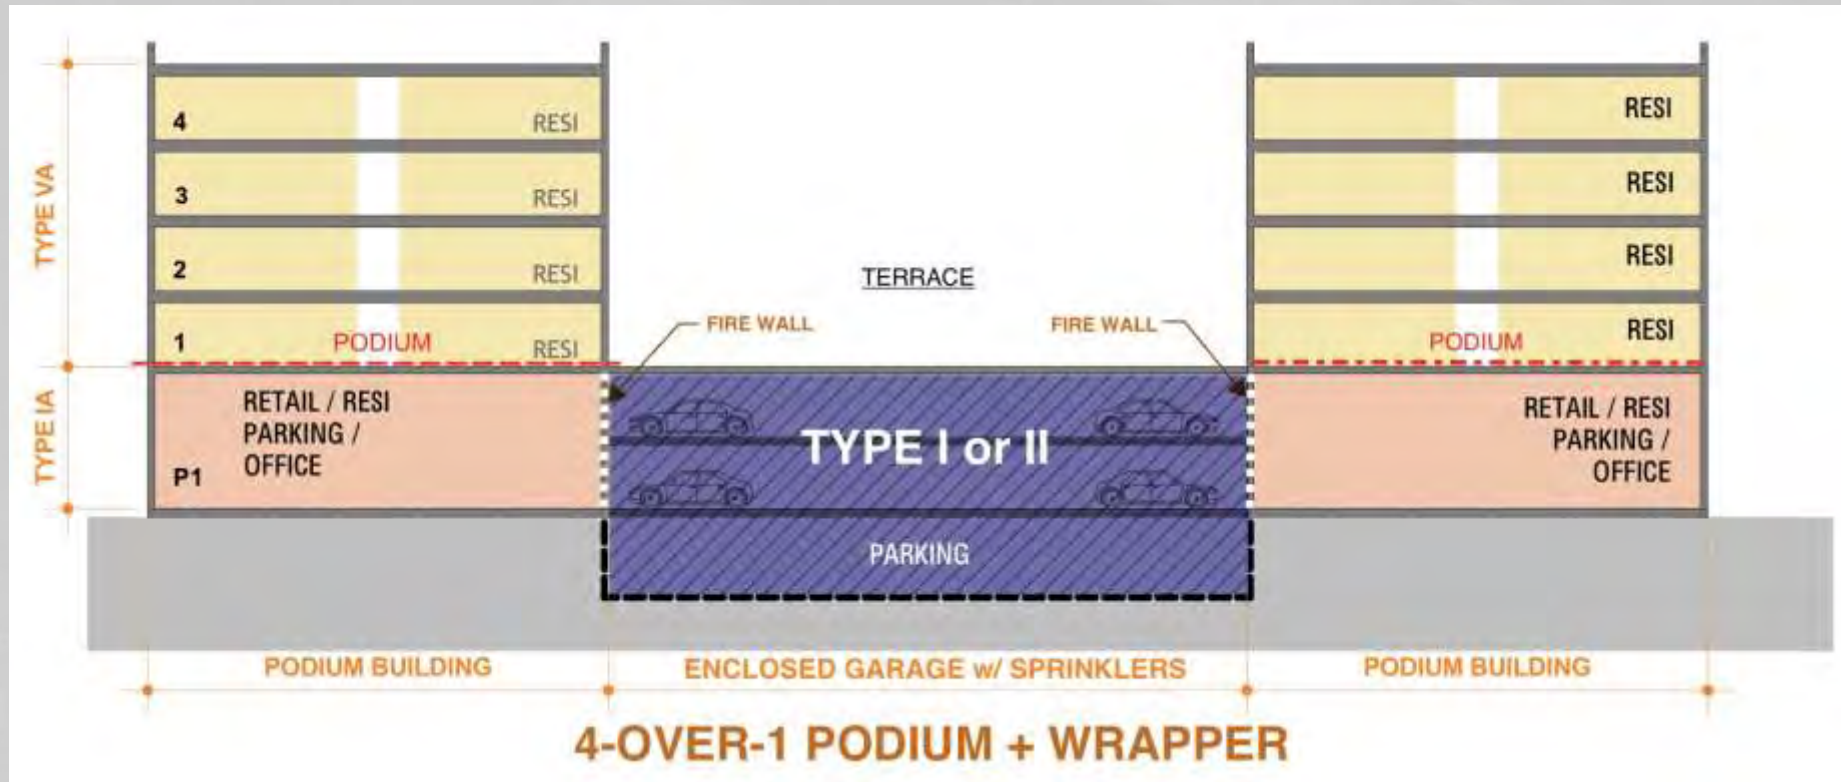 4
RESI
3
RESI
2
RESI
1
PODIUM
RESI
TYPE VA
TYPE IA
RETAIL / RESI
PARKING /
OFFICE
P1
TERRACE
FIRE WALL
FIRE WALL
TYPE I or II
PARKING
RESI
RESI
RESI
RESI
PODIUM
RETAIL / RESI
PARKING /
OFFICE
PODIUM BUILDING
ENCLOSED GARAGE w/ SPRINKLERS
PODIUM BUILDING
4-OVER-1 PODIUM + WRAPPER